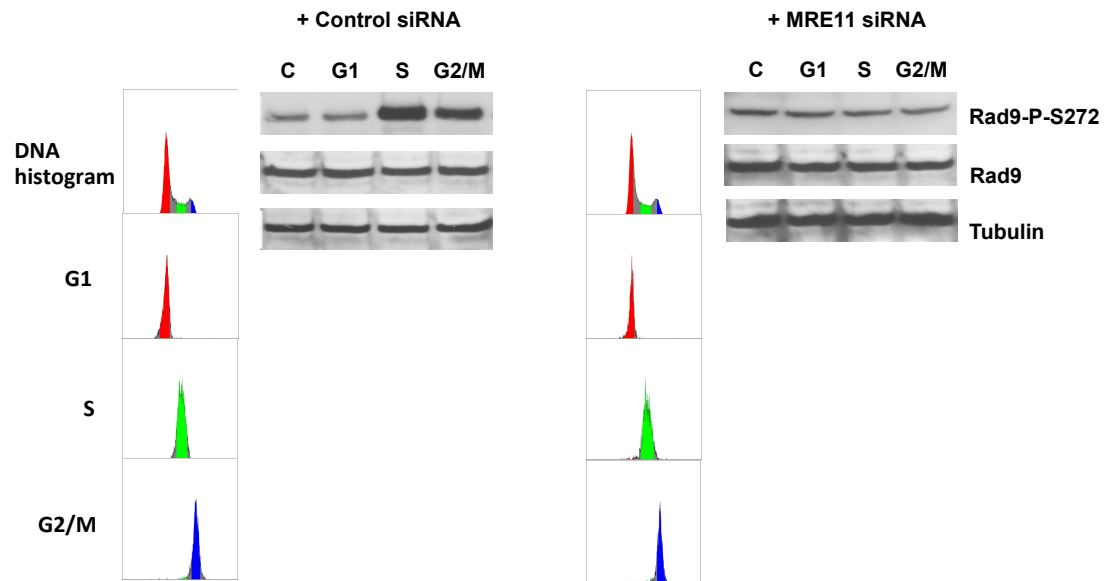 + Control siRNA
+ MRE11 siRNA
C G1 S G2/M
C G1 S G2/M
Rad9-P-S272
DNA
histogram
Rad9
Tubulin
G1
S
G2/M